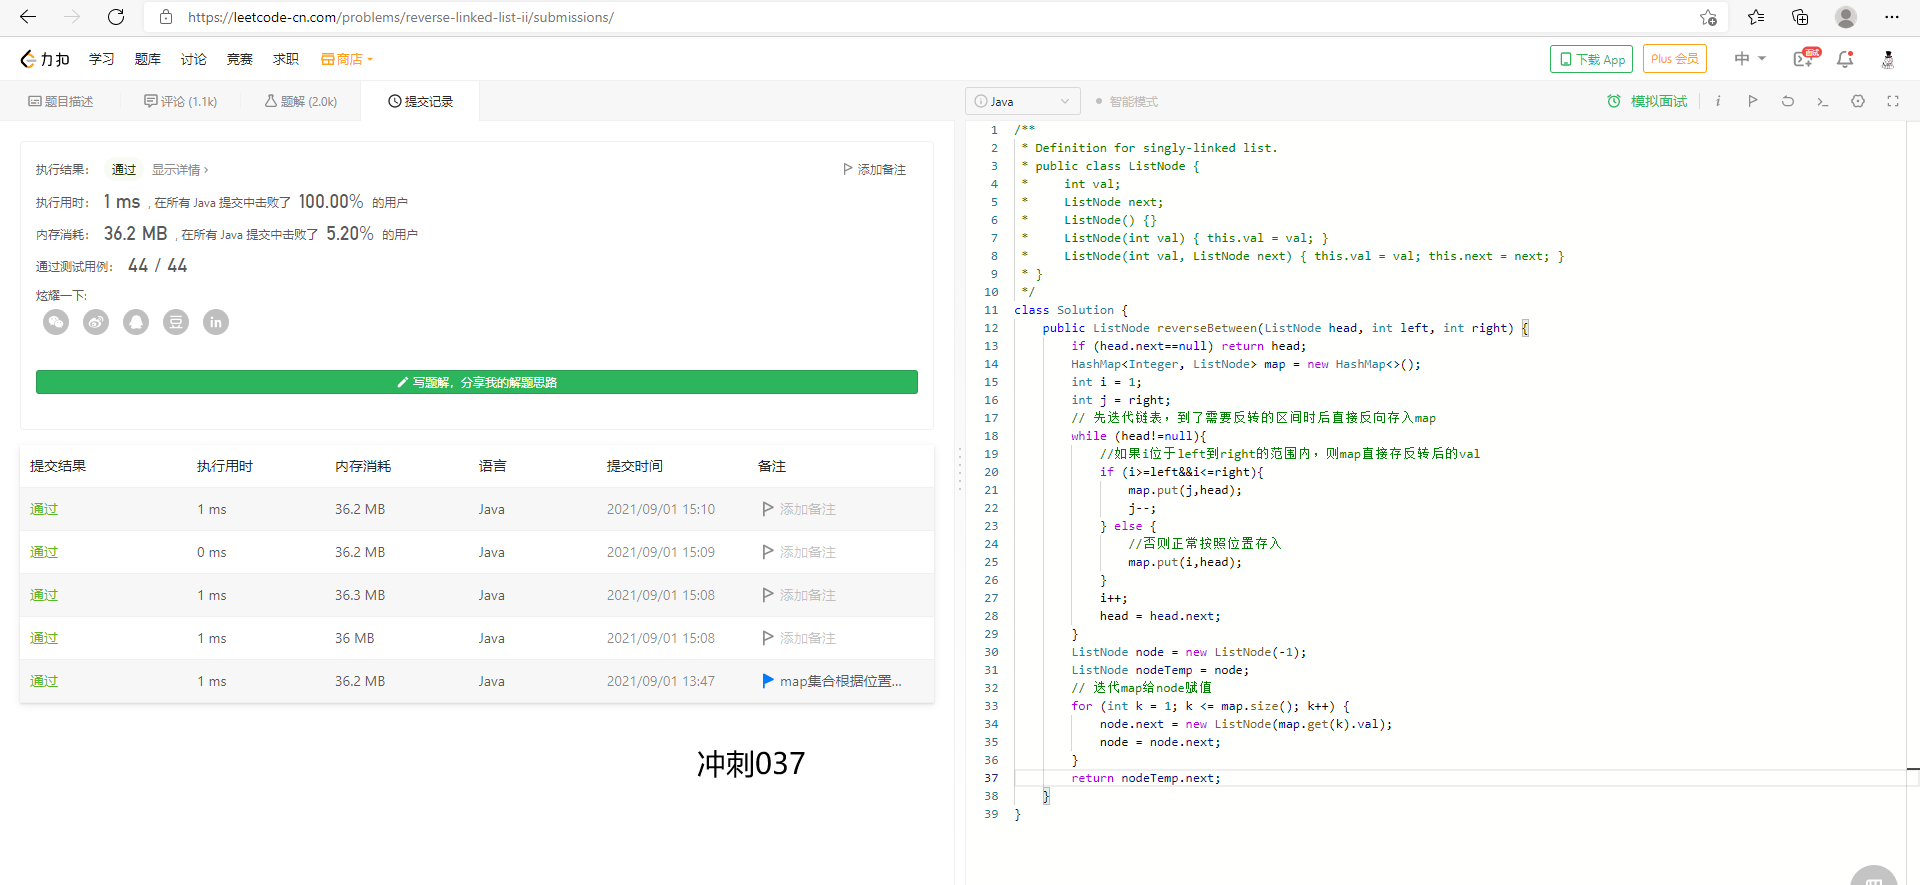 https://leetcode-cn.com/problems/reverse-linked-list-ii/submissions/
力扣 学习 题库 讨论 竞赛 求职 商店 下载 App Plus 会员 中 面试
题目描述 评论 (1.1k) 题解 (2.0k) 提交记录
执行结果： 通过 显示详情 ›
添加备注
执行用时： 1 ms , 在所有 Java 提交中击败了 100.00% 的用户
内存消耗： 36.2 MB , 在所有 Java 提交中击败了 5.20% 的用户
通过测试用例： 44 / 44
炫耀一下:
豆 in
写题解，分享我的解题思路
提交结果 执行用时 内存消耗 语言 提交时间 备注
通过 1 ms 36.2 MB Java 2021/09/01 15:10 添加备注
通过 0 ms 36.2 MB Java 2021/09/01 15:09 添加备注
通过 1 ms 36.3 MB Java 2021/09/01 15:08 添加备注
通过 1 ms 36 MB Java 2021/09/01 15:08 添加备注
通过 1 ms 36.2 MB Java 2021/09/01 13:47 map集合根据位置...
冲刺037
Java 智能模式 模拟面试 i
1 /**
2  * Definition for singly-linked list.
3  * public class ListNode {
4  *     int val;
5  *     ListNode next;
6  *     ListNode() {}
7  *     ListNode(int val) { this.val = val; }
8  *     ListNode(int val, ListNode next) { this.val = val; this.next = next; }
9  * }
10  */
11 class Solution {
12     public ListNode reverseBetween(ListNode head, int left, int right) {
13         if (head.next==null) return head;
14         HashMap<Integer, ListNode> map = new HashMap<>();
15         int i = 1;
16         int j = right;
17         // 先迭代链表，到了需要反转的区间时后直接反向存入map
18         while (head!=null){
19             //如果i位于left到right的范围内，则map直接存反转后的val
20             if (i>=left&&i<=right){
21                 map.put(j,head);
22                 j--;
23             } else {
24                 //否则正常按照位置存入
25                 map.put(i,head);
26             }
27             i++;
28             head = head.next;
29         }
30         ListNode node = new ListNode(-1);
31         ListNode nodeTemp = node;
32         // 迭代map给node赋值
33         for (int k = 1; k <= map.size(); k++) {
34             node.next = new ListNode(map.get(k).val);
35             node = node.next;
36         }
37         return nodeTemp.next;
38     }
39 }